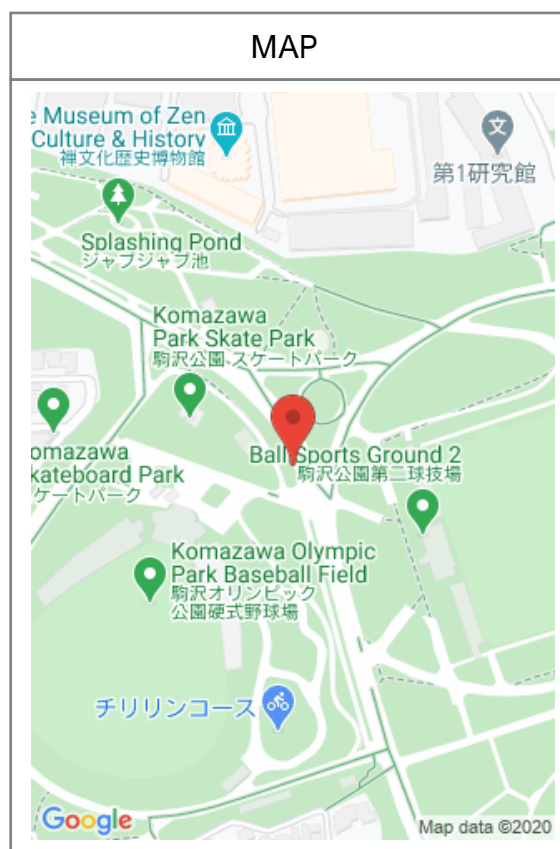 MAP
e Museum of Zen
Culture & History
禅文化歴史博物館
文
第1研究館
Splashing Pond
ジャブジャブ池
Komazawa
Park Skate Park
駒沢公園 スケートパーク
omazawa
kateboard Park
ケートパーク
Ball Sports Ground 2
駒沢公園第二球技場
Komazawa Olympic
Park Baseball Field
駒沢オリンピック
公園硬式野球場
チリリンコース
Google
Map data ©2020